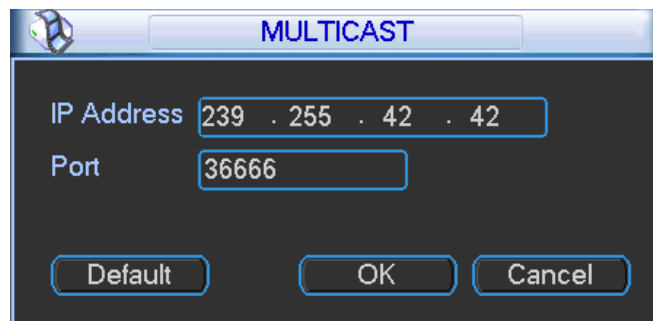 MULTICAST
IP Address 239 . 255 . 42 . 42
Port 36666
Default OK Cancel